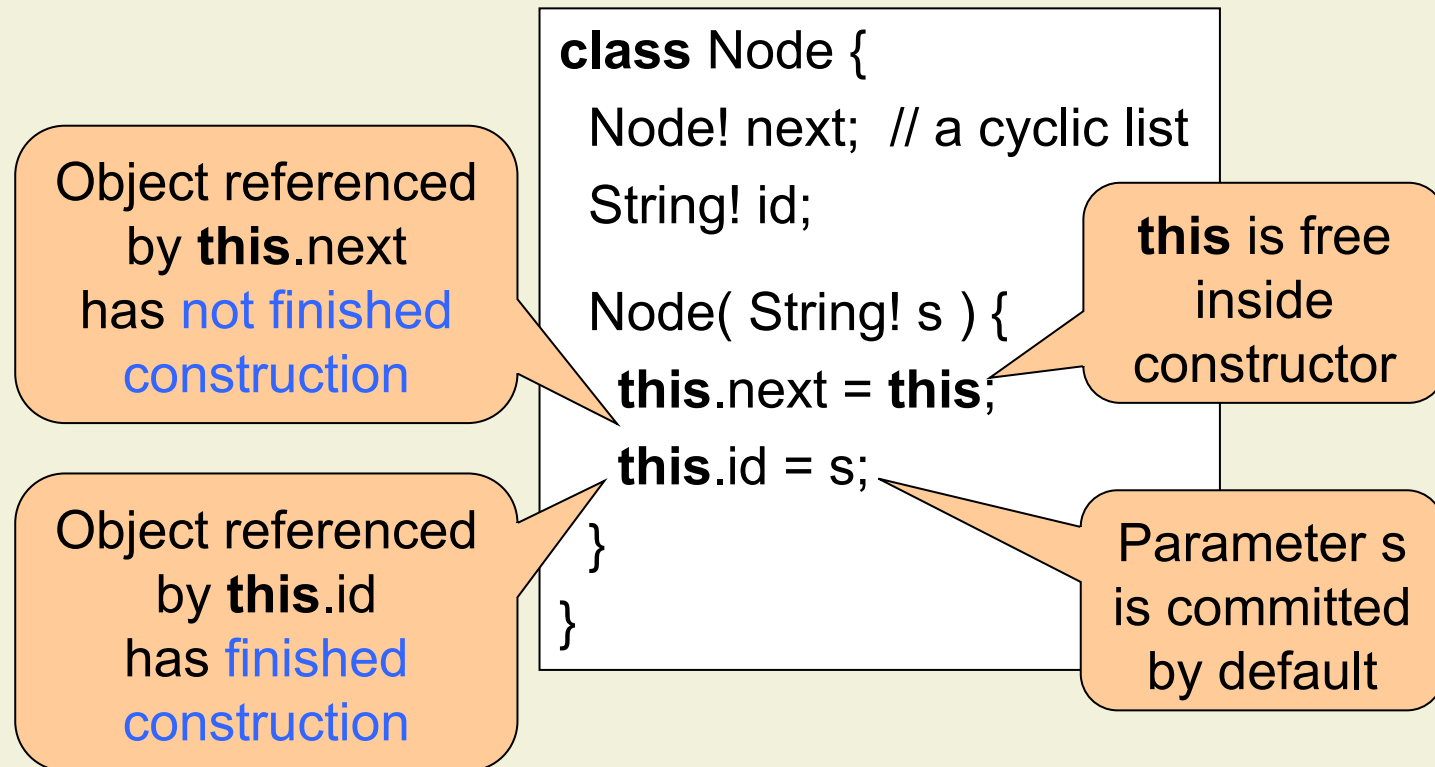 class Node {
Node! next; // a cyclic list
String! id;
Node( String! s ) {
this.next = this;
this.id = s;
}
}
Object referenced
by this.next
has not finished
construction
this is free
inside
constructor
Object referenced
by this.id
has finished
construction
Parameter s
is committed
by default